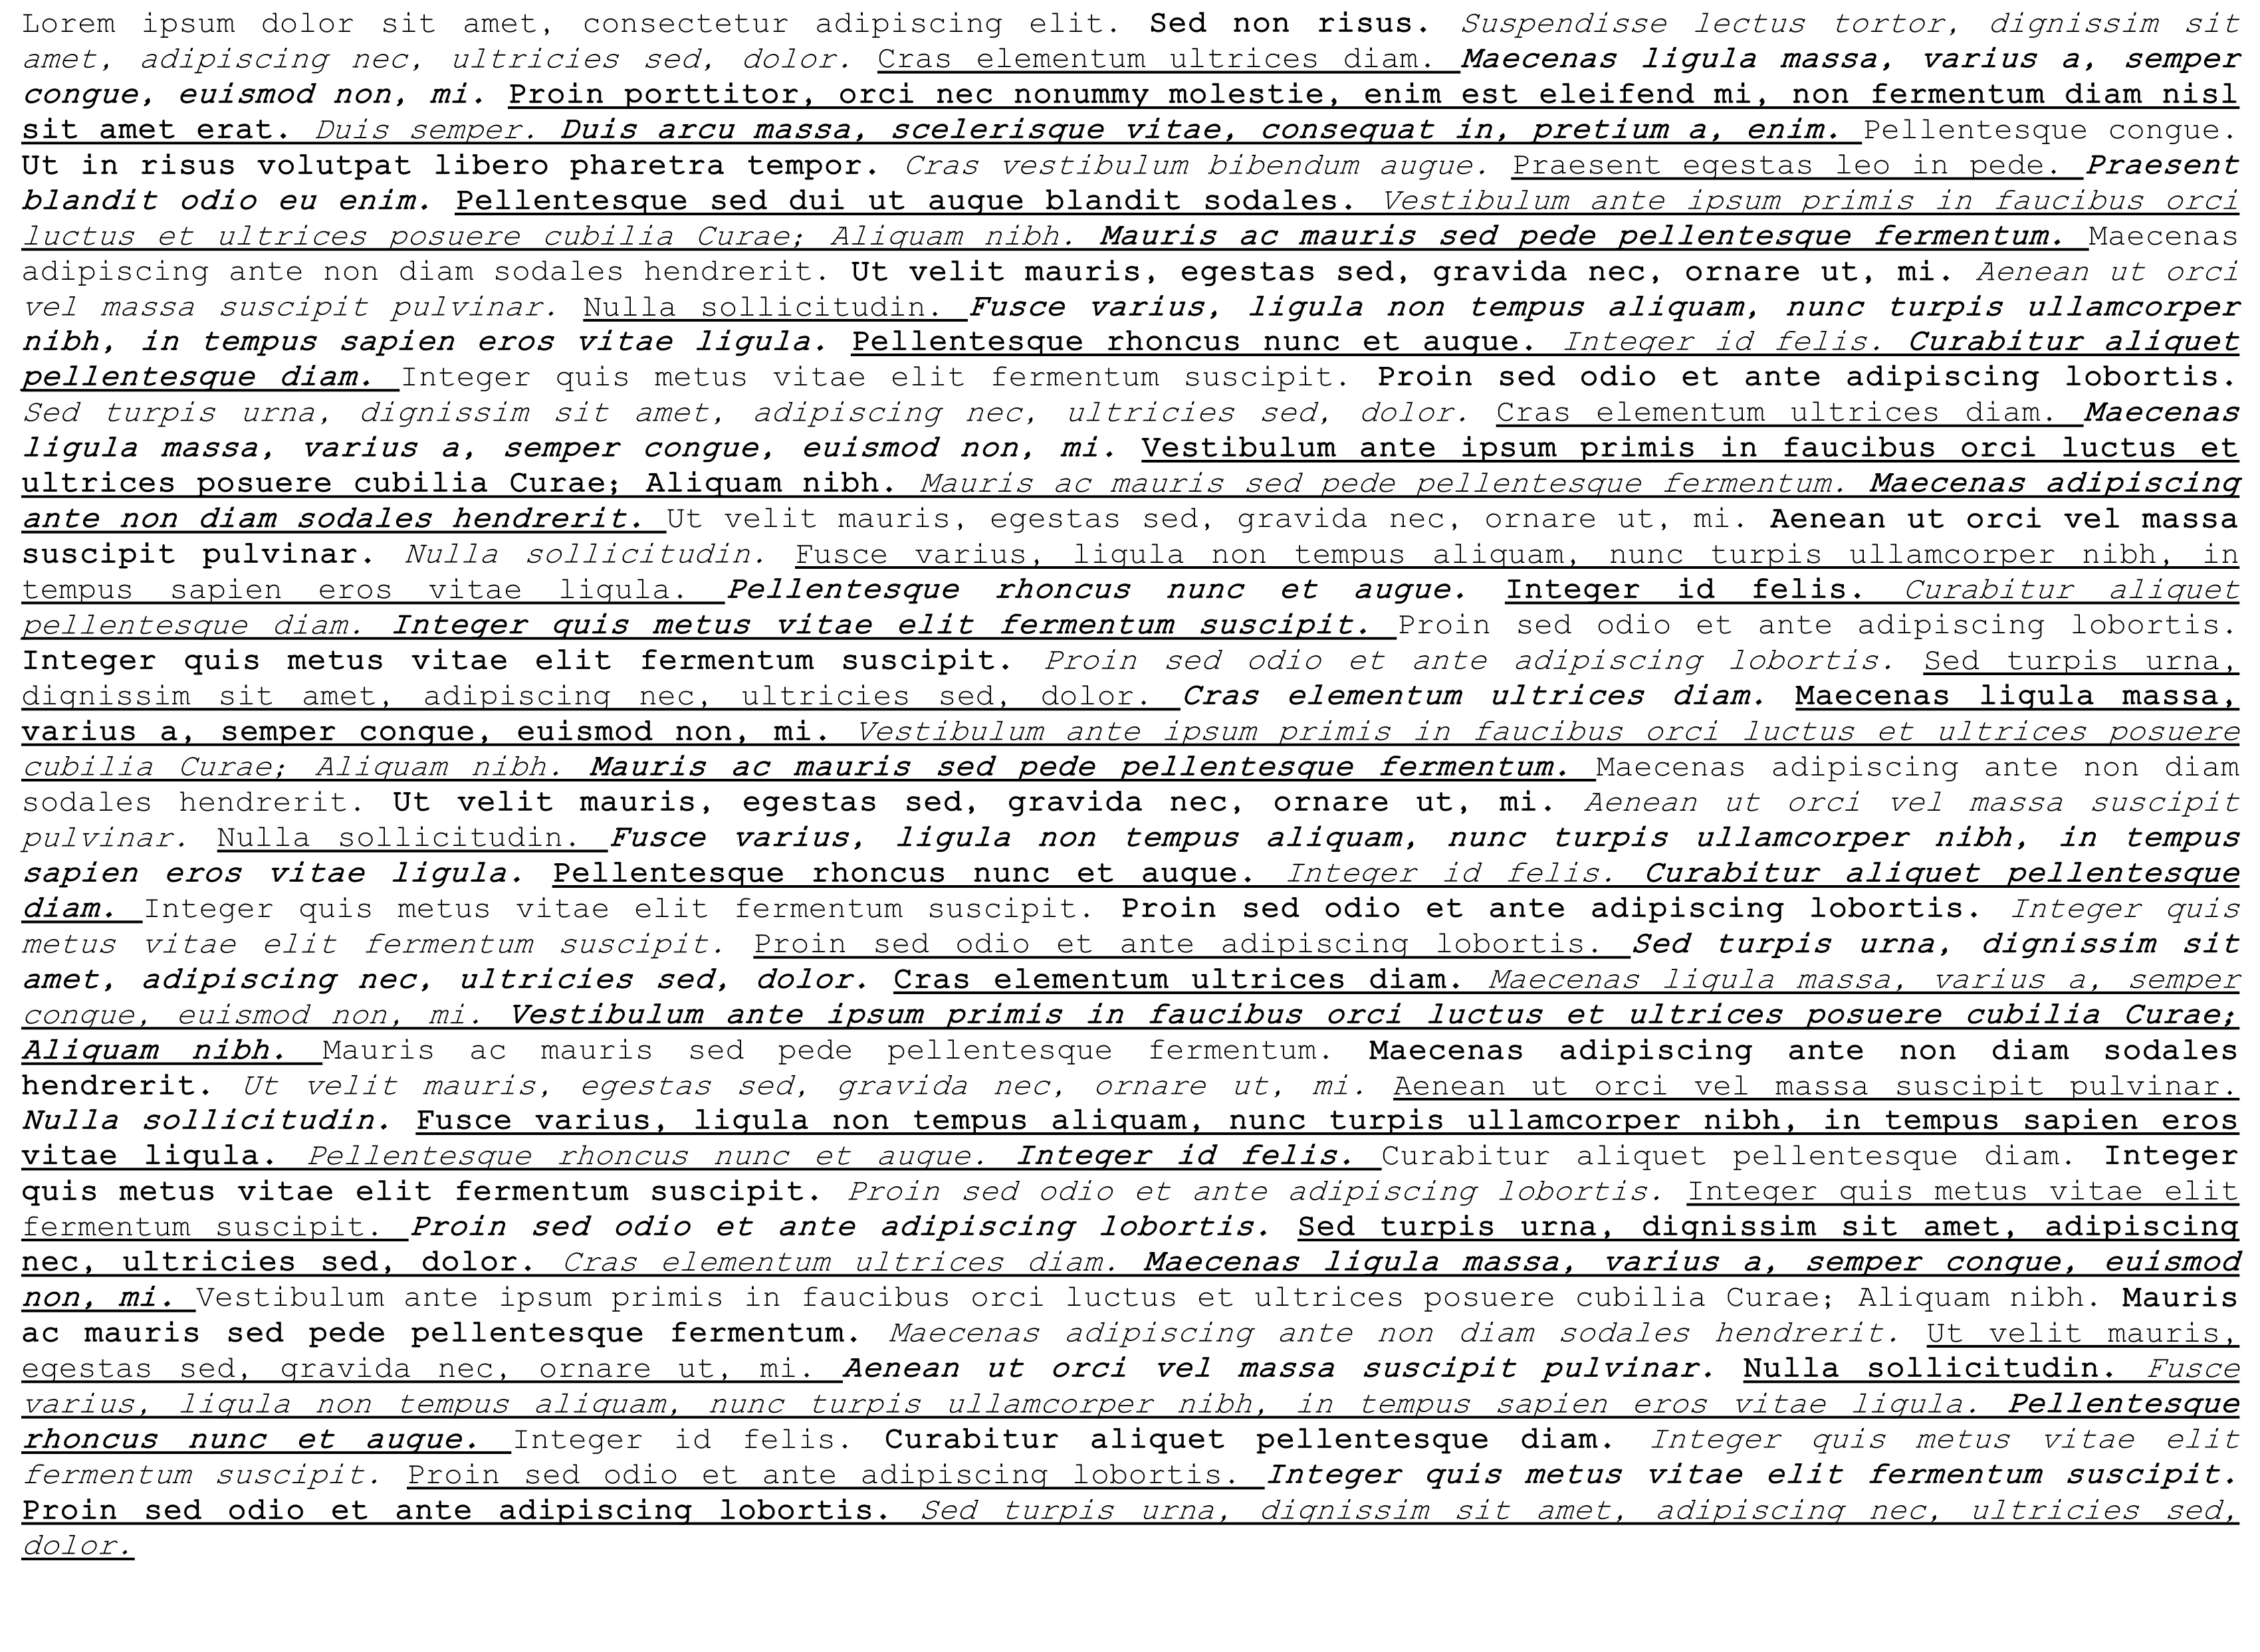 Lorem ipsum dolor sit amet, consectetur adipiscing elit. Sed non risus. Suspendisse lectus tortor, dignissim sit
amet, adipiscing nec, ultricies sed, dolor. Cras elementum ultrices diam. Maecenas ligula massa, varius a, semper
congue, euismod non, mi. Proin porttitor, orci nec nonummy molestie, enim est eleifend mi, non fermentum diam nisl
sit amet erat. Duis semper. Duis arcu massa, scelerisque vitae, consequat in, pretium a, enim. Pellentesque congue.
Ut in risus volutpat libero pharetra tempor. Cras vestibulum bibendum augue. Praesent egestas leo in pede. Praesent
blandit odio eu enim. Pellentesque sed dui ut augue blandit sodales. Vestibulum ante ipsum primis in faucibus orci
luctus et ultrices posuere cubilia Curae; Aliquam nibh. Mauris ac mauris sed pede pellentesque fermentum. Maecenas
adipiscing ante non diam sodales hendrerit. Ut velit mauris, egestas sed, gravida nec, ornare ut, mi. Aenean ut orci
vel massa suscipit pulvinar. Nulla sollicitudin. Fusce varius, ligula non tempus aliquam, nunc turpis ullamcorper
nibh, in tempus sapien eros vitae ligula. Pellentesque rhoncus nunc et augue. Integer id felis. Curabitur aliquet
pellentesque diam. Integer quis metus vitae elit fermentum suscipit. Proin sed odio et ante adipiscing lobortis.
Sed turpis urna, dignissim sit amet, adipiscing nec, ultricies sed, dolor. Cras elementum ultrices diam. Maecenas
ligula massa, varius a, semper congue, euismod non, mi. Vestibulum ante ipsum primis in faucibus orci luctus et
ultrices posuere cubilia Curae; Aliquam nibh. Mauris ac mauris sed pede pellentesque fermentum. Maecenas adipiscing
ante non diam sodales hendrerit. Ut velit mauris, egestas sed, gravida nec, ornare ut, mi. Aenean ut orci vel massa
suscipit pulvinar. Nulla sollicitudin. Fusce varius, ligula non tempus aliquam, nunc turpis ullamcorper nibh, in
tempus sapien eros vitae ligula. Pellentesque rhoncus nunc et augue. Integer id felis. Curabitur aliquet
pellentesque diam. Integer quis metus vitae elit fermentum suscipit. Proin sed odio et ante adipiscing lobortis.
Integer quis metus vitae elit fermentum suscipit. Proin sed odio et ante adipiscing lobortis. Sed turpis urna,
dignissim sit amet, adipiscing nec, ultricies sed, dolor. Cras elementum ultrices diam. Maecenas ligula massa,
varius a, semper congue, euismod non, mi. Vestibulum ante ipsum primis in faucibus orci luctus et ultrices posuere
cubilia Curae; Aliquam nibh. Mauris ac mauris sed pede pellentesque fermentum. Maecenas adipiscing ante non diam
sodales hendrerit. Ut velit mauris, egestas sed, gravida nec, ornare ut, mi. Aenean ut orci vel massa suscipit
pulvinar. Nulla sollicitudin. Fusce varius, ligula non tempus aliquam, nunc turpis ullamcorper nibh, in tempus
sapien eros vitae ligula. Pellentesque rhoncus nunc et augue. Integer id felis. Curabitur aliquet pellentesque
diam. Integer quis metus vitae elit fermentum suscipit. Proin sed odio et ante adipiscing lobortis. Integer quis
metus vitae elit fermentum suscipit. Proin sed odio et ante adipiscing lobortis. Sed turpis urna, dignissim sit
amet, adipiscing nec, ultricies sed, dolor. Cras elementum ultrices diam. Maecenas ligula massa, varius a, semper
congue, euismod non, mi. Vestibulum ante ipsum primis in faucibus orci luctus et ultrices posuere cubilia Curae;
Aliquam nibh. Mauris ac mauris sed pede pellentesque fermentum. Maecenas adipiscing ante non diam sodales
hendrerit. Ut velit mauris, egestas sed, gravida nec, ornare ut, mi. Aenean ut orci vel massa suscipit pulvinar.
Nulla sollicitudin. Fusce varius, ligula non tempus aliquam, nunc turpis ullamcorper nibh, in tempus sapien eros
vitae ligula. Pellentesque rhoncus nunc et augue. Integer id felis. Curabitur aliquet pellentesque diam. Integer
quis metus vitae elit fermentum suscipit. Proin sed odio et ante adipiscing lobortis. Integer quis metus vitae elit
fermentum suscipit. Proin sed odio et ante adipiscing lobortis. Sed turpis urna, dignissim sit amet, adipiscing
nec, ultricies sed, dolor. Cras elementum ultrices diam. Maecenas ligula massa, varius a, semper congue, euismod
non, mi. Vestibulum ante ipsum primis in faucibus orci luctus et ultrices posuere cubilia Curae; Aliquam nibh. Mauris
ac mauris sed pede pellentesque fermentum. Maecenas adipiscing ante non diam sodales hendrerit. Ut velit mauris,
egestas sed, gravida nec, ornare ut, mi. Aenean ut orci vel massa suscipit pulvinar. Nulla sollicitudin. Fusce
varius, ligula non tempus aliquam, nunc turpis ullamcorper nibh, in tempus sapien eros vitae ligula. Pellentesque
rhoncus nunc et augue. Integer id felis. Curabitur aliquet pellentesque diam. Integer quis metus vitae elit
fermentum suscipit. Proin sed odio et ante adipiscing lobortis. Integer quis metus vitae elit fermentum suscipit.
Proin sed odio et ante adipiscing lobortis. Sed turpis urna, dignissim sit amet, adipiscing nec, ultricies sed,
dolor.